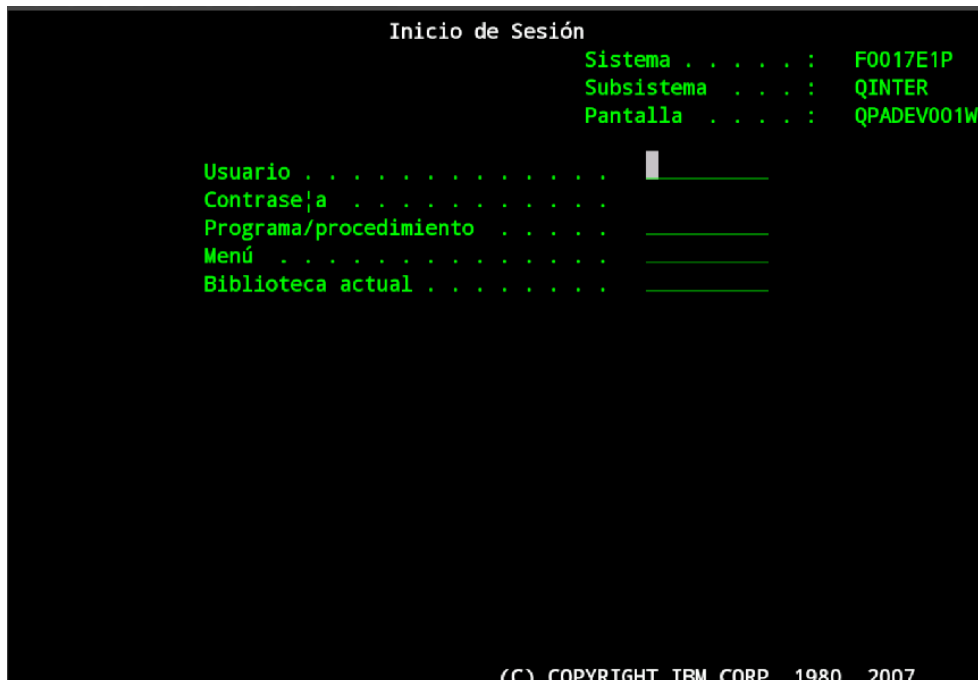 Inicio de Sesión
Sistema . . . . . : F0017E1P
Subsistema . . . : QINTER
Pantalla . . . . : QPADEV001W
Usuario . . . . . . . . . . . . .
Contrase¦a . . . . . . . . . . .
Programa/procedimiento . . . . .
Menú . . . . . . . . . . . . . .
Biblioteca actual . . . . . . . .
(C) COPYRIGHT IBM CORP. 1980, 2007.